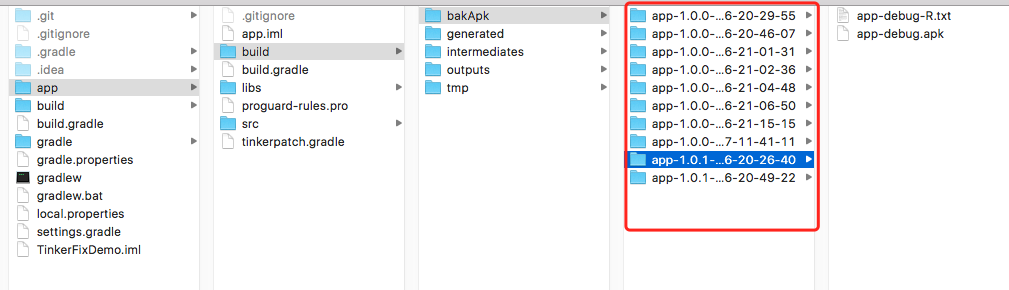 .git
.gitignore
.gradle
.idea
app
build
build.gradle
gradle
gradle.properties
gradlew
gradlew.bat
local.properties
settings.gradle
TinkerFixDemo.iml
.gitignore
app.iml
build
build.gradle
libs
proguard-rules.pro
src
tinkerpatch.gradle
bakApk
generated
intermediates
outputs
tmp
app-1.0.0-...6-20-29-55
app-1.0.0-...6-20-46-07
app-1.0.0-...6-21-01-31
app-1.0.0-...6-21-02-36
app-1.0.0-...6-21-04-48
app-1.0.0-...6-21-06-50
app-1.0.0-...6-21-15-15
app-1.0.0-...7-11-41-11
app-1.0.1-...6-20-26-40
app-1.0.1-...6-20-49-22
app-debug-R.txt
app-debug.apk